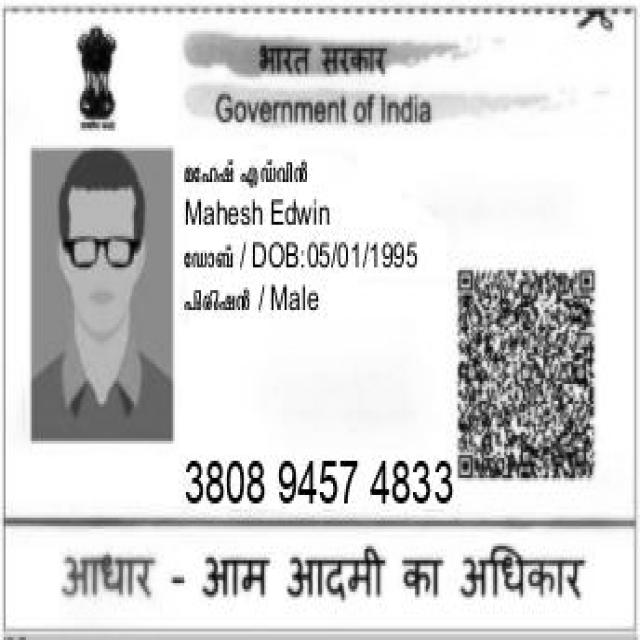 भारत सरकार
Government of India
മഹേഷ് എഡ്വിൻ
Mahesh Edwin
ഡോബ് / DOB:05/01/1995
പിരിഷൻ / Male
3808 9457 4833
आधार - आम आदमी का अधिकार